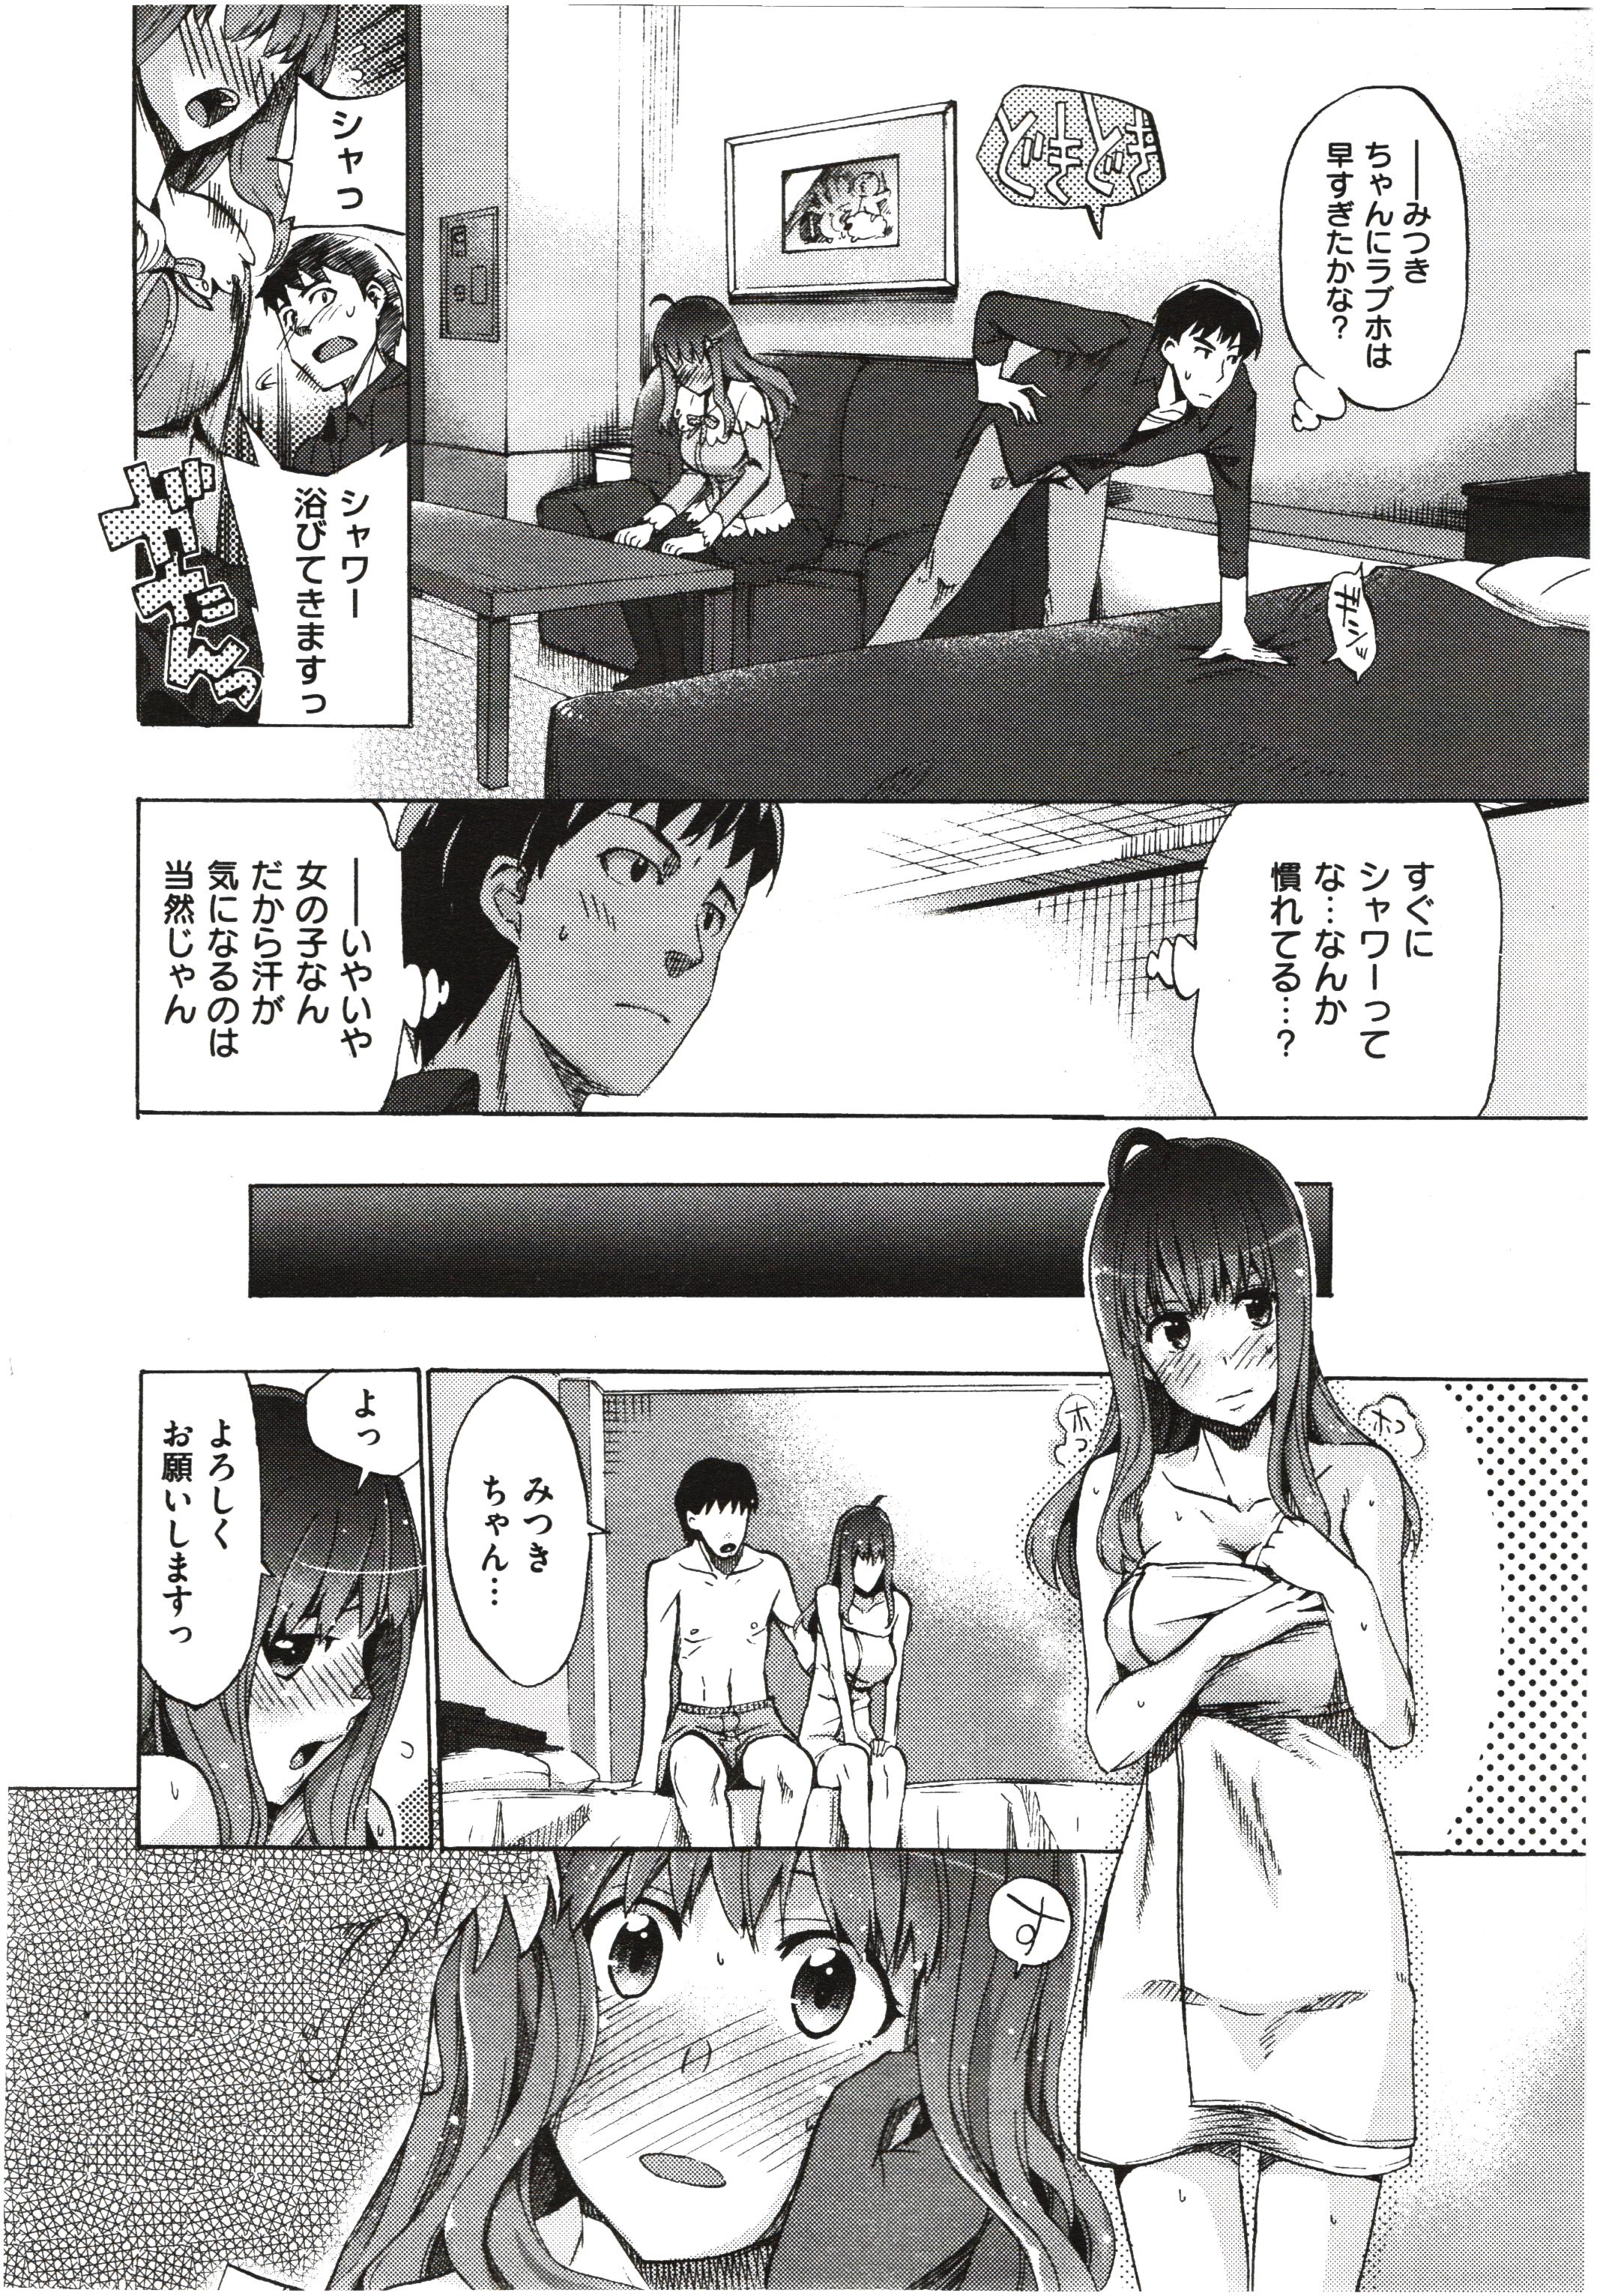 ――みつき
ちゃんにラブホは
早すぎたかな?
どきどき
ギシッ
シャっ
シャワー
浴びてきますっ
ガタんっ
すぐに
シャワーって
な…なんか
慣れてる…?
――いやいや
女の子なん
だから汗が
気になるのは
当然じゃん
ホっ
ホっ
みつき
ちゃん…
よっ
よろしく
お願いしますっ
す